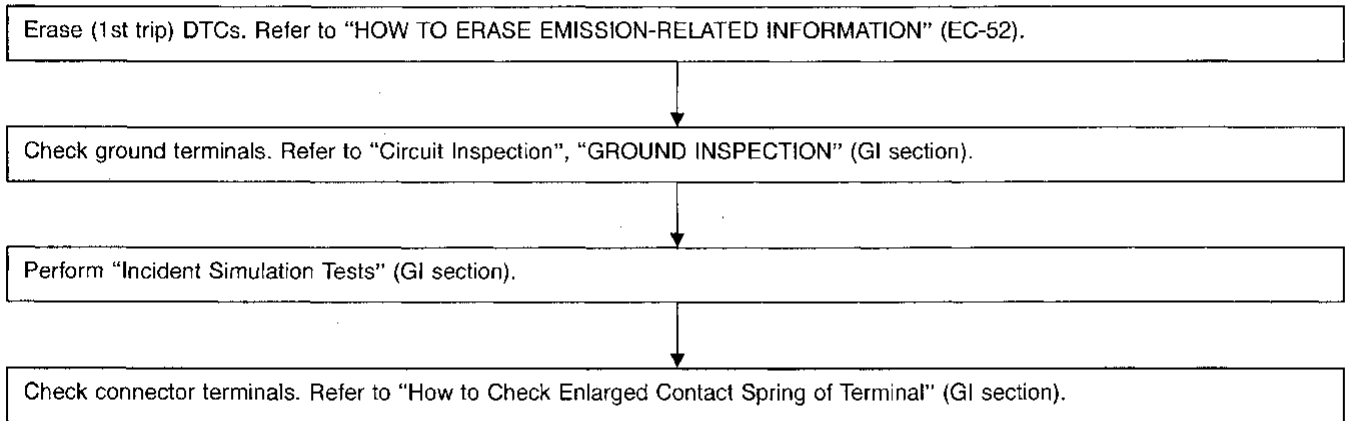 Erase (1st trip) DTCs. Refer to “HOW TO ERASE EMISSION-RELATED INFORMATION” (EC-52).
Check ground terminals. Refer to “Circuit Inspection”, “GROUND INSPECTION” (GI section).
Perform “Incident Simulation Tests” (GI section).
Check connector terminals. Refer to “How to Check Enlarged Contact Spring of Terminal” (GI section).